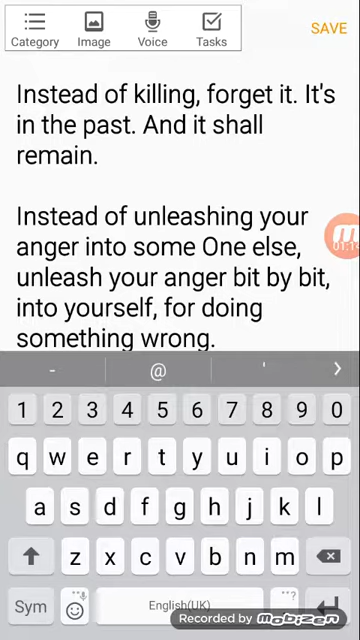 Category Image Voice Tasks SAVE
Instead of killing, forget it. It's
in the past. And it shall
remain.
Instead of unleashing your
anger into some One else,
unleash your anger bit by bit,
into yourself, for doing
something wrong.
- @ '
1 2 3 4 5 6 7 8 9 0
q w e r t y u i o p
a s d f g h j k l
z x c v b n m
Sym English(UK)
Recorded by mobizen